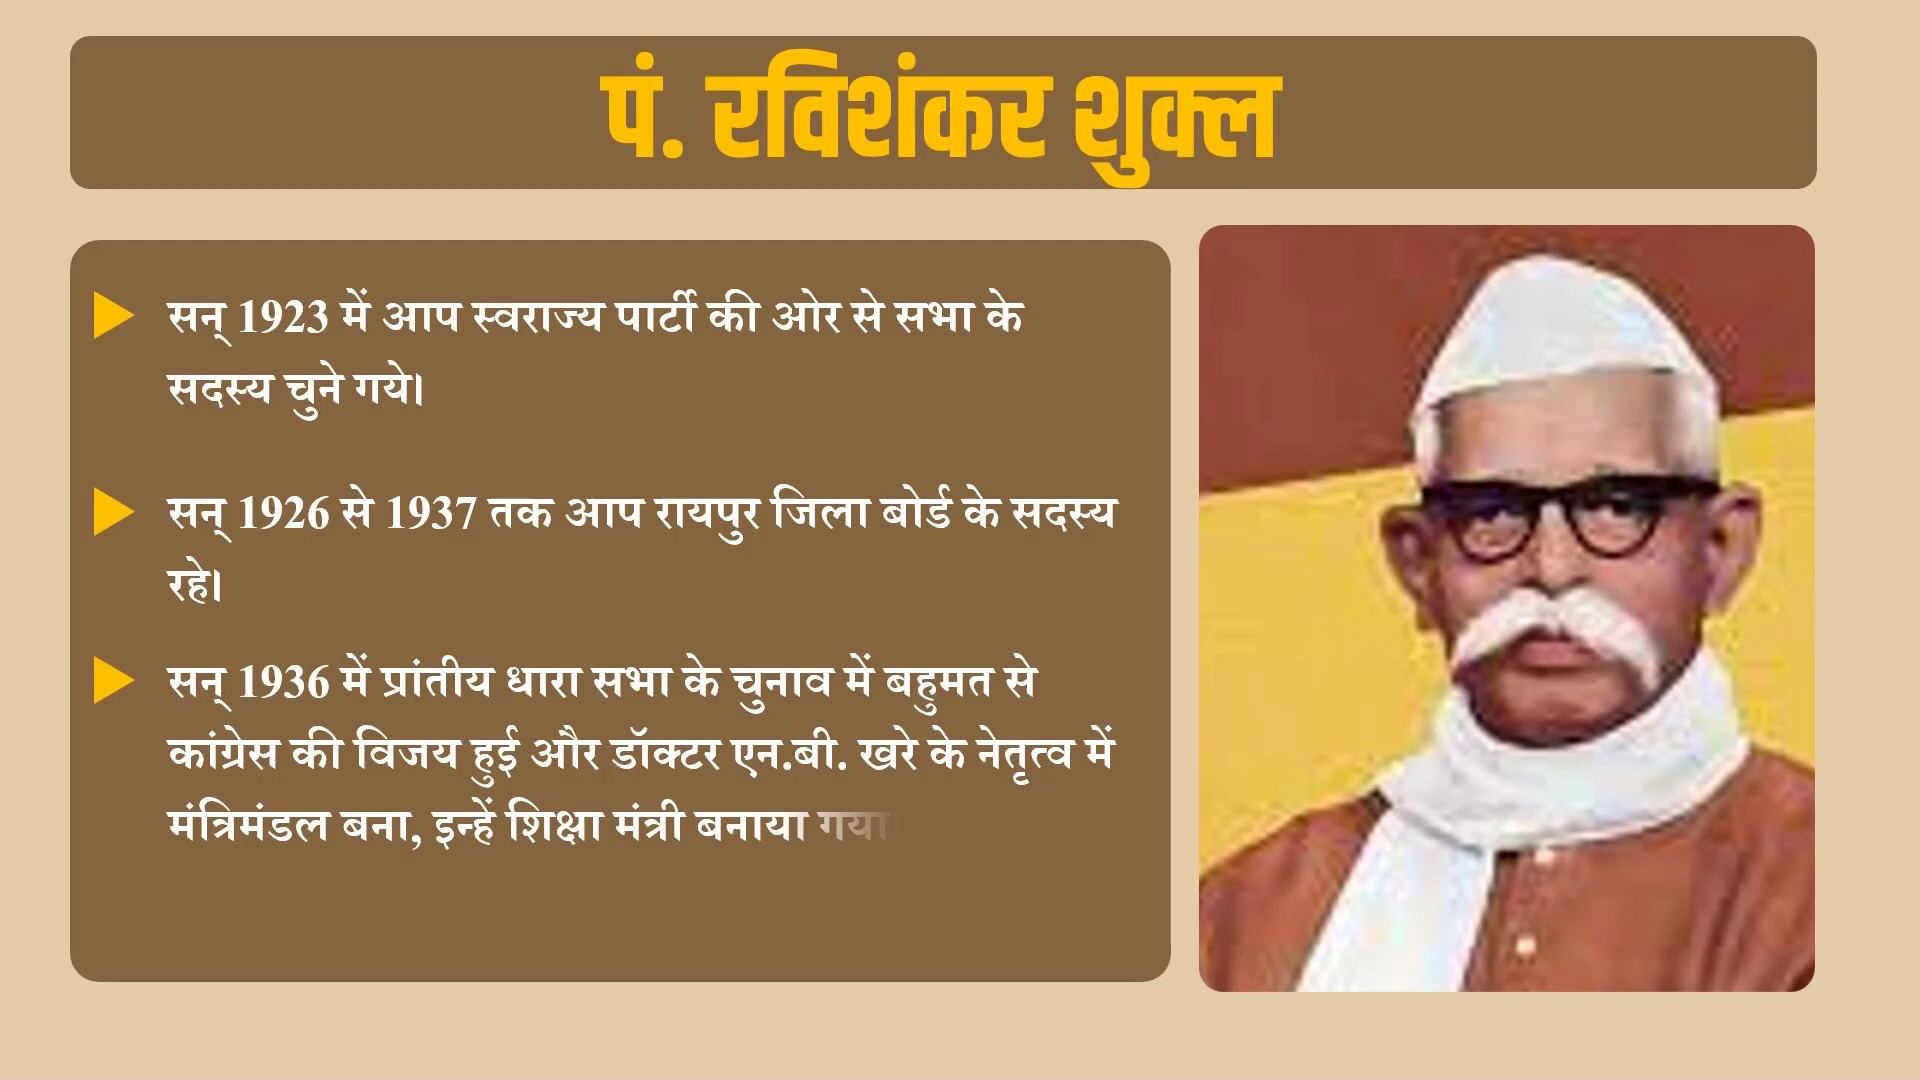 पं. रविशंकर शुक्ल
सन् 1923 में आप स्वराज्य पार्टी की ओर से सभा के
सदस्य चुने गये।
सन् 1926 से 1937 तक आप रायपुर जिला बोर्ड के सदस्य
रहे।
सन् 1936 में प्रांतीय धारा सभा के चुनाव में बहुमत से
कांग्रेस की विजय हुई और डॉक्टर एन.बी. खरे के नेतृत्व में
मंत्रिमंडल बना, इन्हें शिक्षा मंत्री बनाया गया